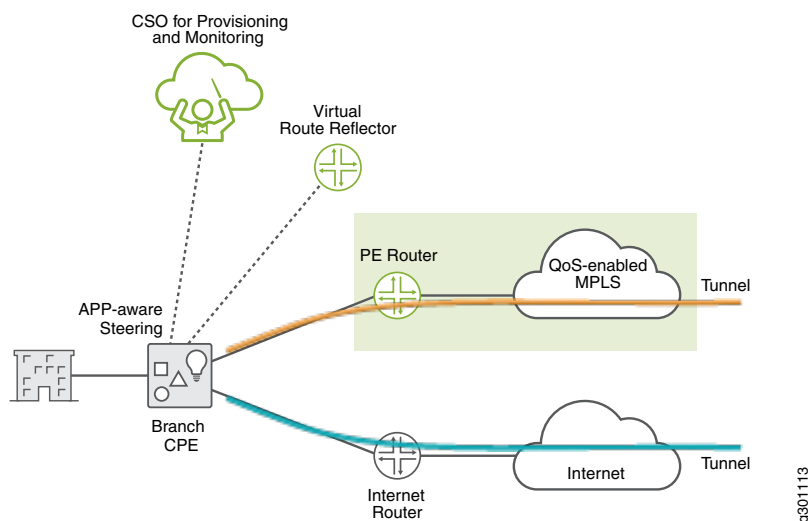 CSO for Provisioning
and Monitoring
Virtual
Route Reflector
PE Router
QoS-enabled
MPLS
Tunnel
APP-aware
Steering
Branch
CPE
Internet
Tunnel
Internet
Router
g301113